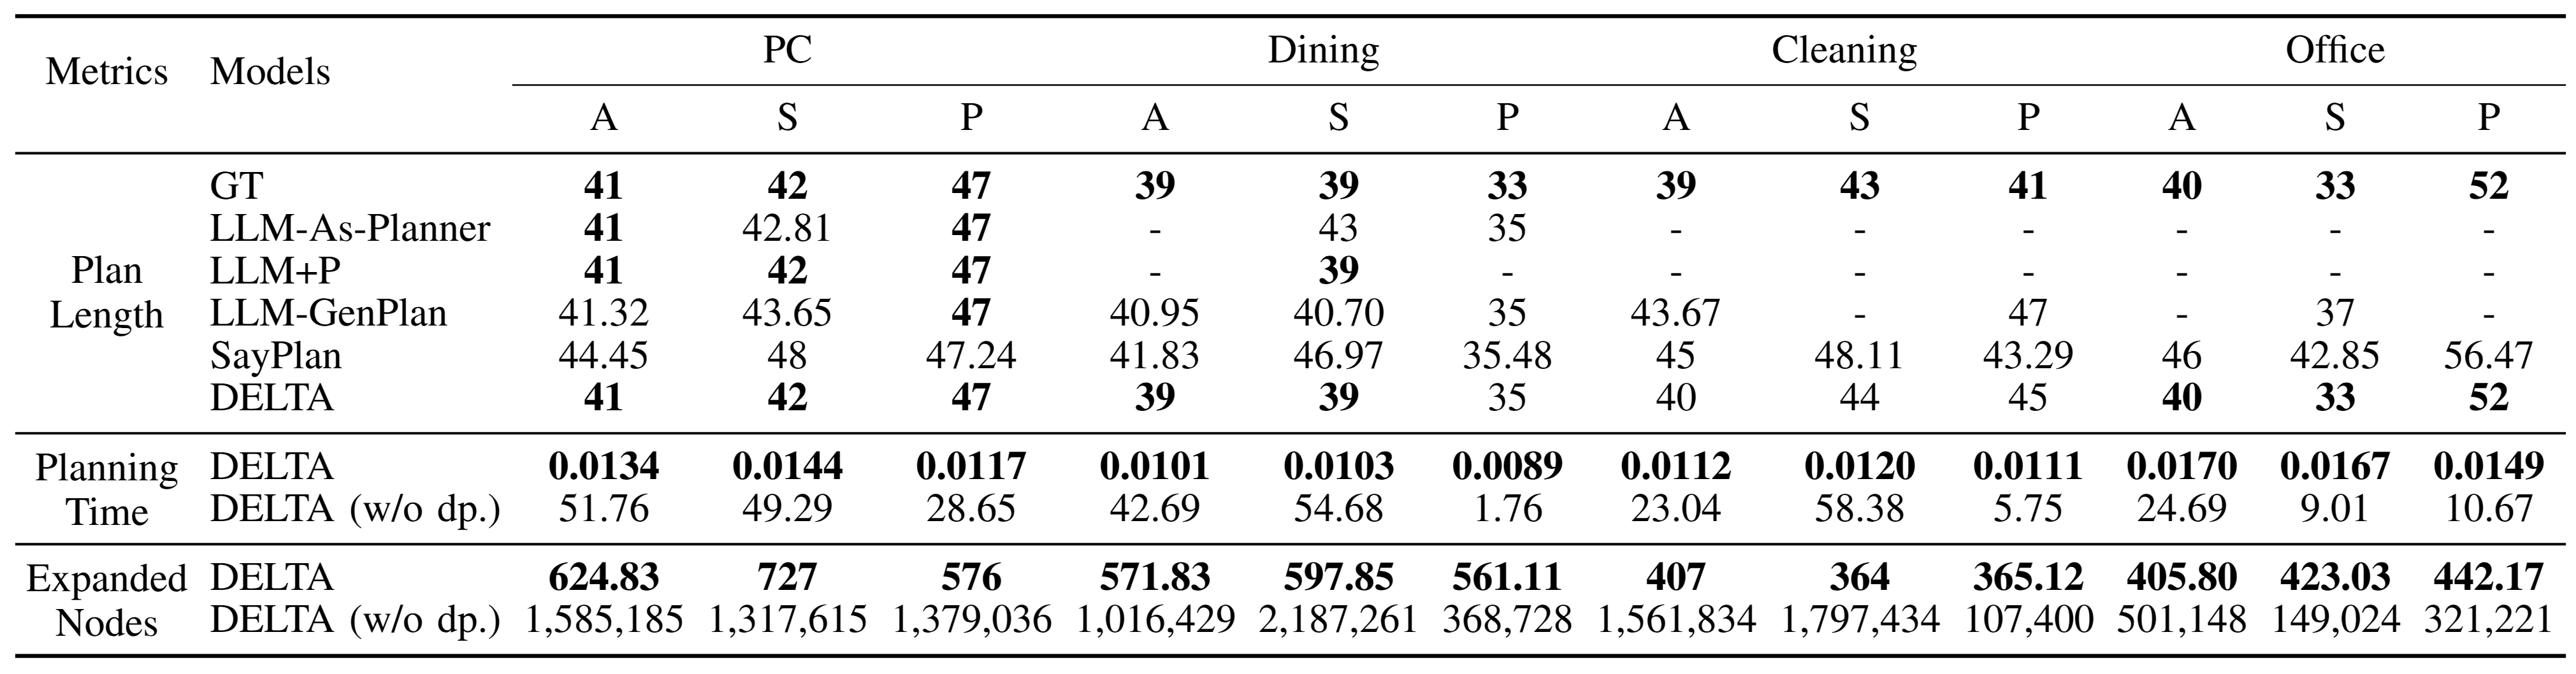 Metrics Models PC Dining Cleaning Office
A S P A S P A S P A S P
GT 41 42 47 39 39 33 39 43 41 40 33 52
LLM-As-Planner 41 42.81 47 - 43 35 - - - - - -
Plan LLM+P 41 42 47 - 39 - - - - - - -
Length LLM-GenPlan 41.32 43.65 47 40.95 40.70 35 43.67 - 47 - 37 -
SayPlan 44.45 48 47.24 41.83 46.97 35.48 45 48.11 43.29 46 42.85 56.47
DELTA 41 42 47 39 39 35 40 44 45 40 33 52
Planning DELTA 0.0134 0.0144 0.0117 0.0101 0.0103 0.0089 0.0112 0.0120 0.0111 0.0170 0.0167 0.0149
Time DELTA (w/o dp.) 51.76 49.29 28.65 42.69 54.68 1.76 23.04 58.38 5.75 24.69 9.01 10.67
Expanded DELTA 624.83 727 576 571.83 597.85 561.11 407 364 365.12 405.80 423.03 442.17
Nodes DELTA (w/o dp.) 1,585,185 1,317,615 1,379,036 1,016,429 2,187,261 368,728 1,561,834 1,797,434 107,400 501,148 149,024 321,221